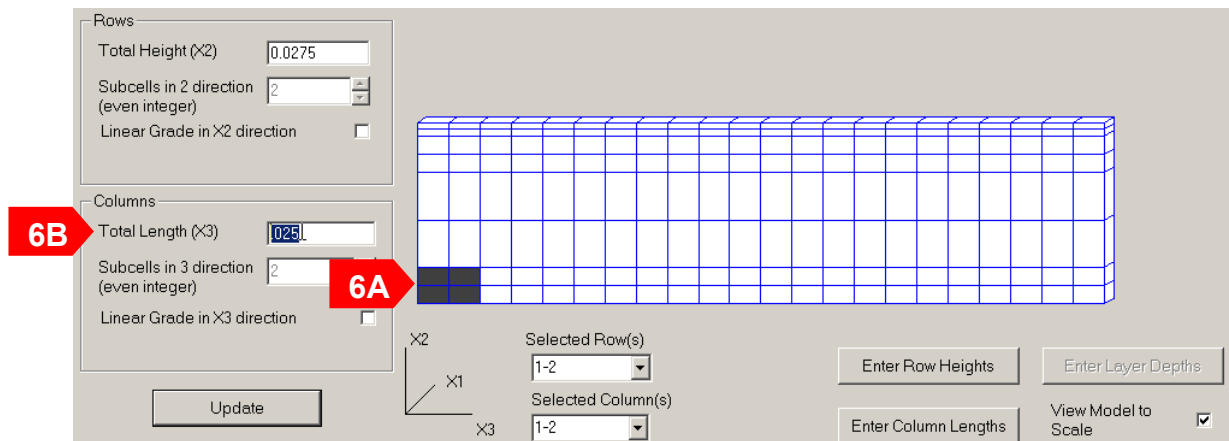 Rows
Total Height (X2)
0.0275
Subcells in 2 direction
(even integer)
2
Linear Grade in X2 direction
Columns
6B
Total Length (X3)
.025
Subcells in 3 direction
(even integer)
2
6A
Linear Grade in X3 direction
Update
X2
X1
X3
Selected Row(s)
1-2
Selected Column(s)
1-2
Enter Row Heights
Enter Layer Depths
Enter Column Lengths
View Model to
Scale